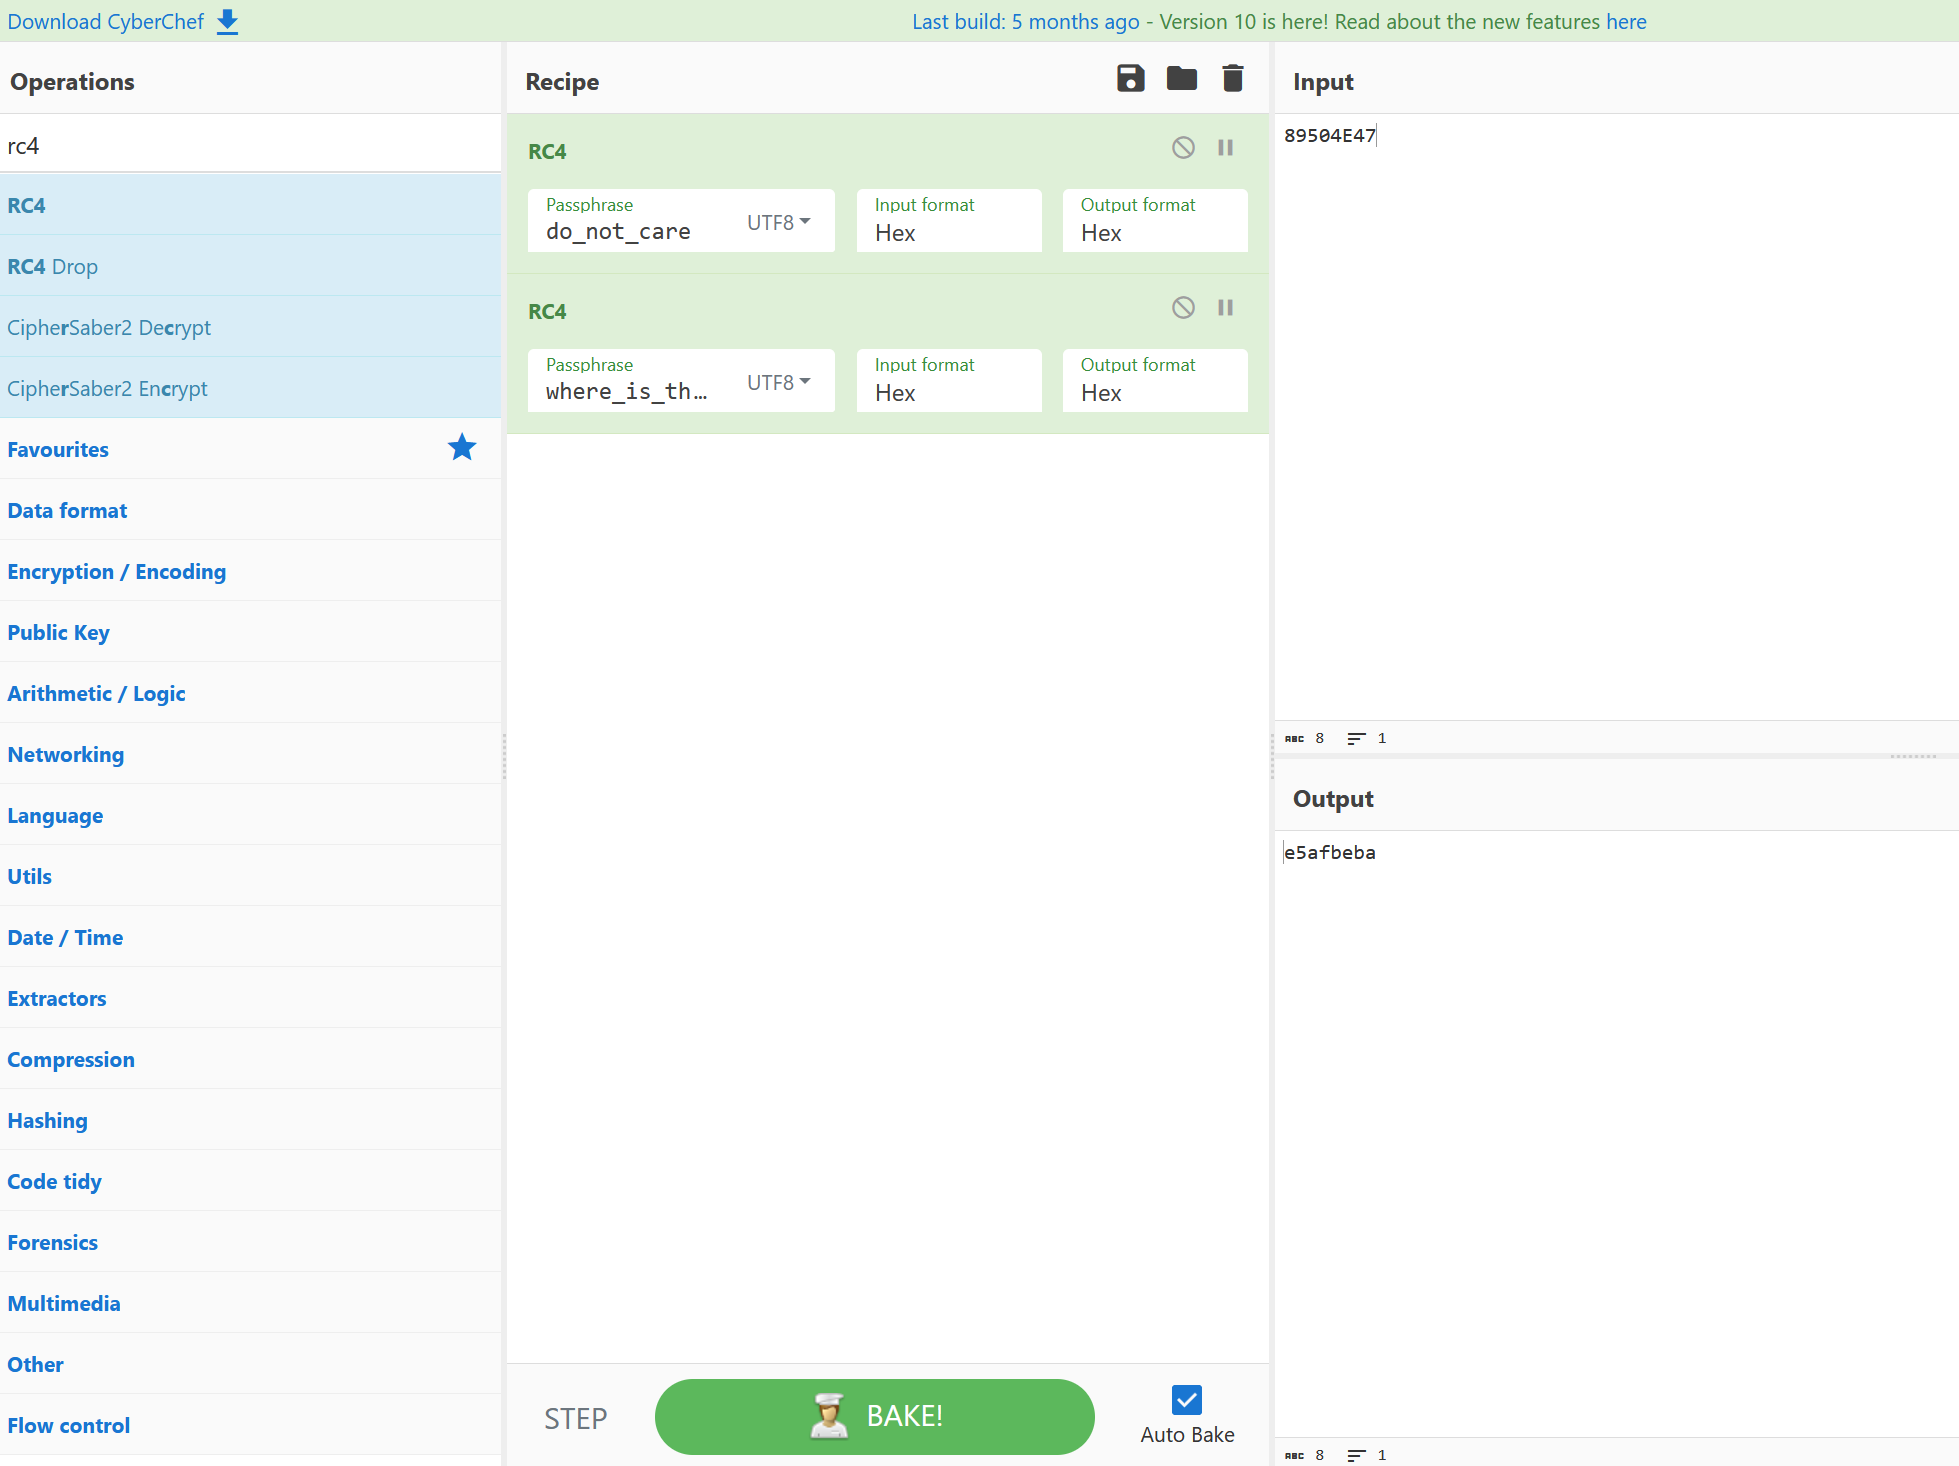 Download CyberChef
Last build: 5 months ago - Version 10 is here! Read about the new features here
Operations
rc4
RC4
RC4 Drop
CipherSaber2 Decrypt
CipherSaber2 Encrypt
Favourites
Data format
Encryption / Encoding
Public Key
Arithmetic / Logic
Networking
Language
Utils
Date / Time
Extractors
Compression
Hashing
Code tidy
Forensics
Multimedia
Other
Flow control
Recipe
RC4
Passphrase
do_not_care
UTF8
Input format
Hex
Output format
Hex
RC4
Passphrase
where_is_th…
UTF8
Input format
Hex
Output format
Hex
STEP
BAKE!
Auto Bake
Input
89504E47
ABC 8 1
Output
e5afbeba
ABC 8 1